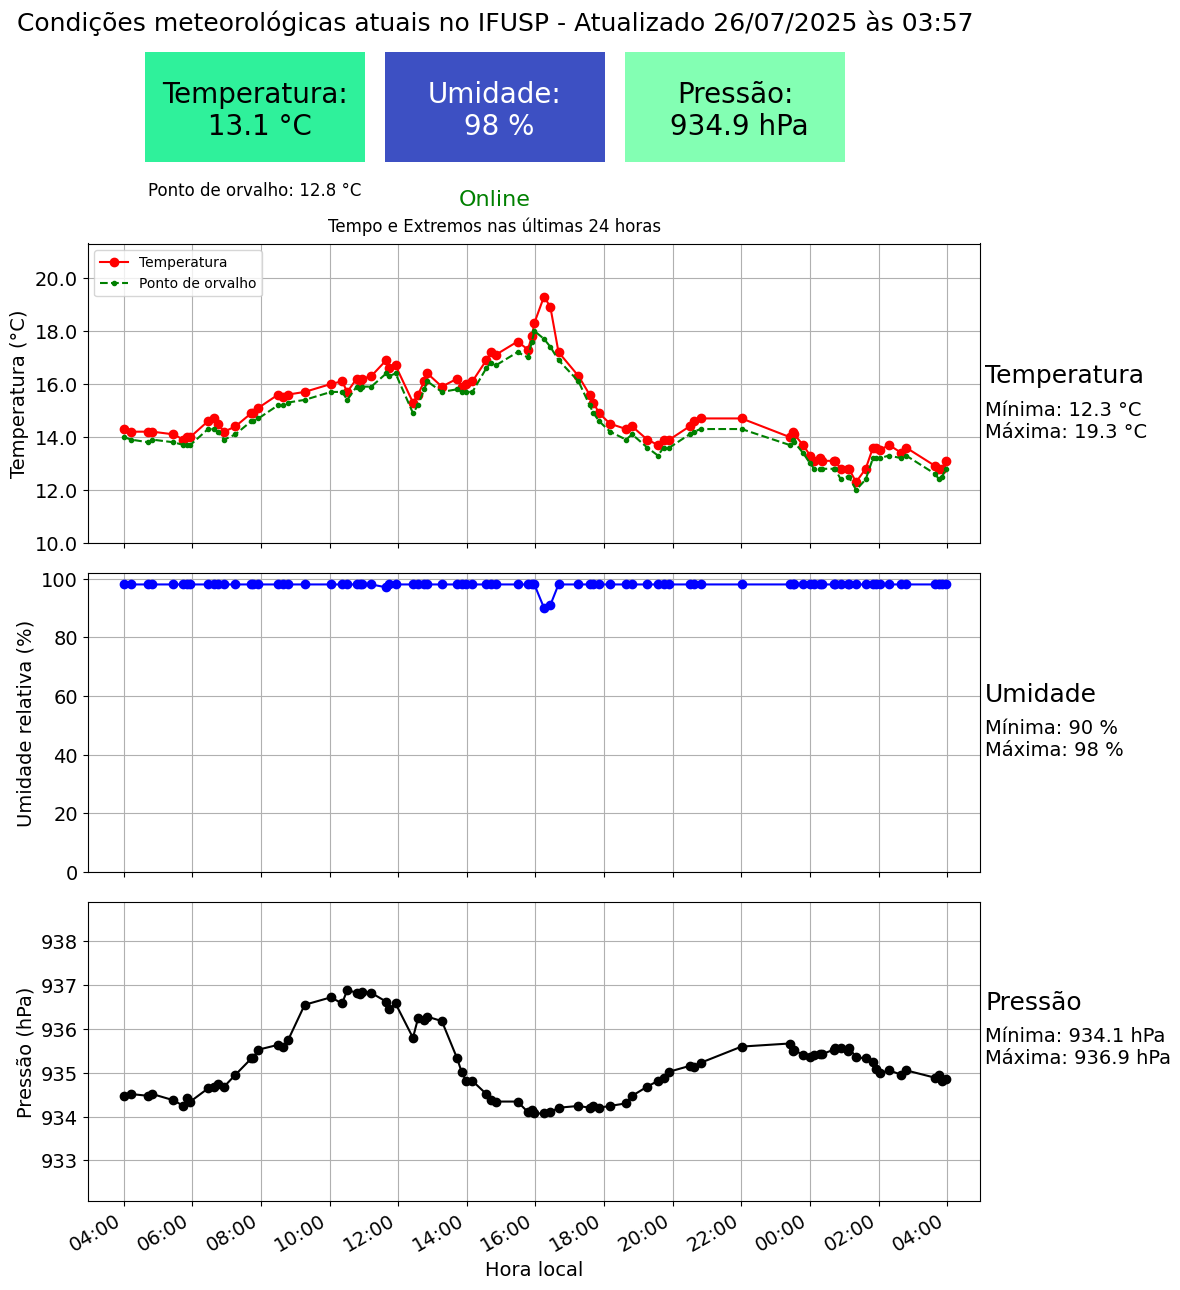 Condições meteorológicas atuais no IFUSP - Atualizado 26/07/2025 às 03:57
Temperatura:
13.1 °C
Umidade:
98 %
Pressão:
934.9 hPa
Ponto de orvalho: 12.8 °C
Online
Tempo e Extremos nas últimas 24 horas
Temperatura
Ponto de orvalho
Temperatura (°C)
20.0
18.0
16.0
14.0
12.0
10.0
Temperatura
Mínima: 12.3 °C
Máxima: 19.3 °C
Umidade relativa (%)
100
80
60
40
20
0
Umidade
Mínima: 90 %
Máxima: 98 %
Pressão (hPa)
938
937
936
935
934
933
Pressão
Mínima: 934.1 hPa
Máxima: 936.9 hPa
04:00 06:00 08:00 10:00 12:00 14:00 16:00 18:00 20:00 22:00 00:00 02:00 04:00
Hora local